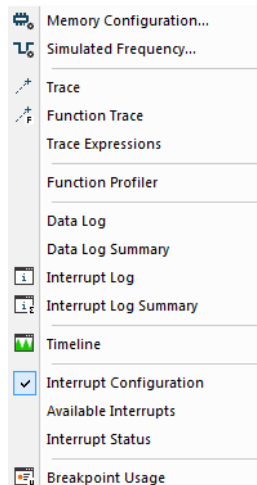 Memory Configuration...
Simulated Frequency...
Trace
Function Trace
Trace Expressions
Function Profiler
Data Log
Data Log Summary
Interrupt Log
Interrupt Log Summary
Timeline
Interrupt Configuration
Available Interrupts
Interrupt Status
Breakpoint Usage